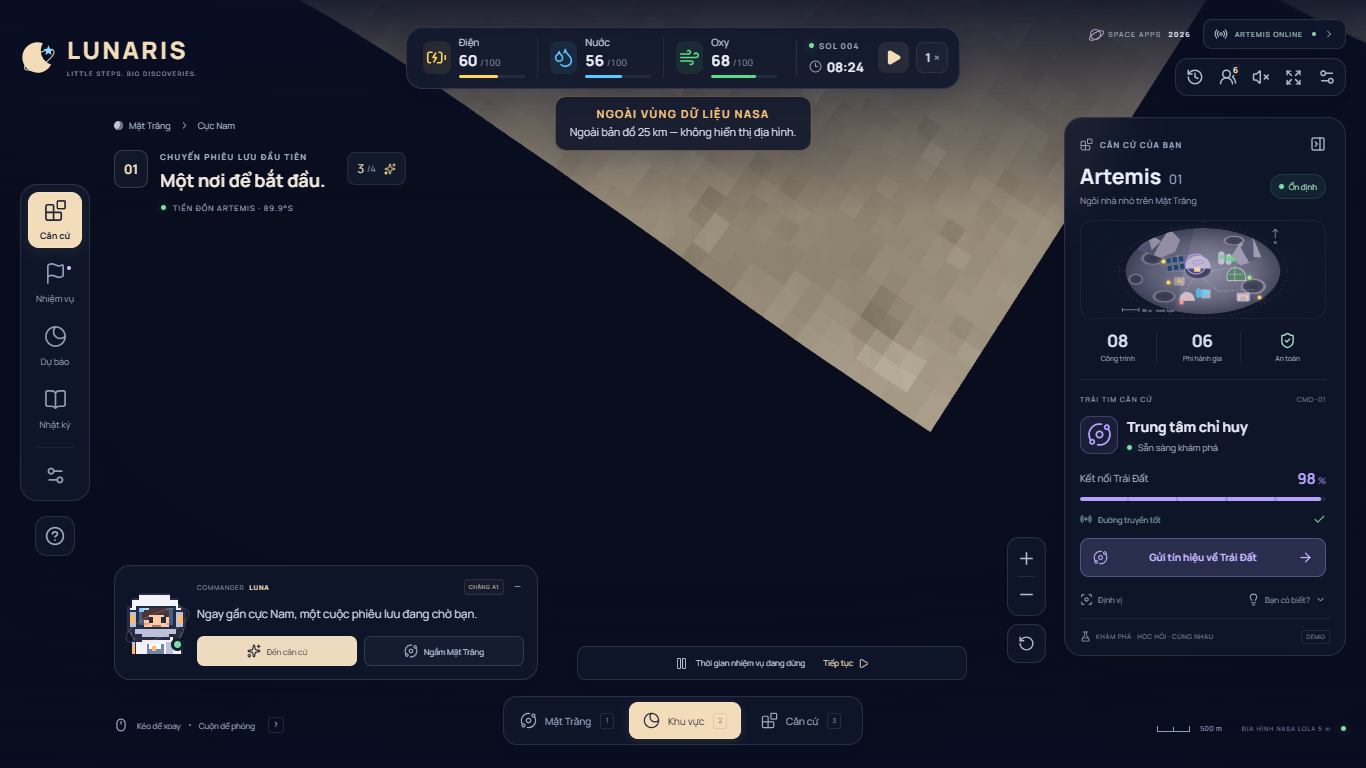 LUNARIS
LITTLE STEPS. BIG DISCOVERIES.
Điện
60 /100
Nước
56 /100
Oxy
68 /100
SOL 004
08:24
1 ×
SPACE APPS 2026
ARTEMIS ONLINE
6
NGOÀI VÙNG DỮ LIỆU NASA
Ngoài bản đồ 25 km — không hiển thị địa hình.
Mặt Trăng > Cực Nam
01
CHUYẾN PHIÊU LƯU ĐẦU TIÊN
Một nơi để bắt đầu.
TIỀN ĐỒN ARTEMIS · 89.9°S
3 /4
Căn cứ
Nhiệm vụ
Dự báo
Nhật ký
CĂN CỨ CỦA BẠN
Artemis 01
Ngôi nhà nhỏ trên Mặt Trăng
Ổn định
N
08
Công trình
06
Phi hành gia
An toàn
TRÁI TIM CĂN CỨ
CMD-01
Trung tâm chỉ huy
Sẵn sàng khám phá
Kết nối Trái Đất
98 %
Đường truyền tốt
Gửi tín hiệu về Trái Đất
Định vị
Bạn có biết?
KHÁM PHÁ · HỌC HỎI · CÙNG NHAU
DEMO
COMMANDER LUNA
CHẶNG A1
Ngay gần cực Nam, một cuộc phiêu lưu đang chờ bạn.
Đến căn cứ
Ngắm Mặt Trăng
Thời gian nhiệm vụ đang dừng
Tiếp tục
Kéo để xoay · Cuộn để phóng
?
Mặt Trăng 1
Khu vực 2
Căn cứ 3
500 m
ĐỊA HÌNH NASA LOLA 5 m